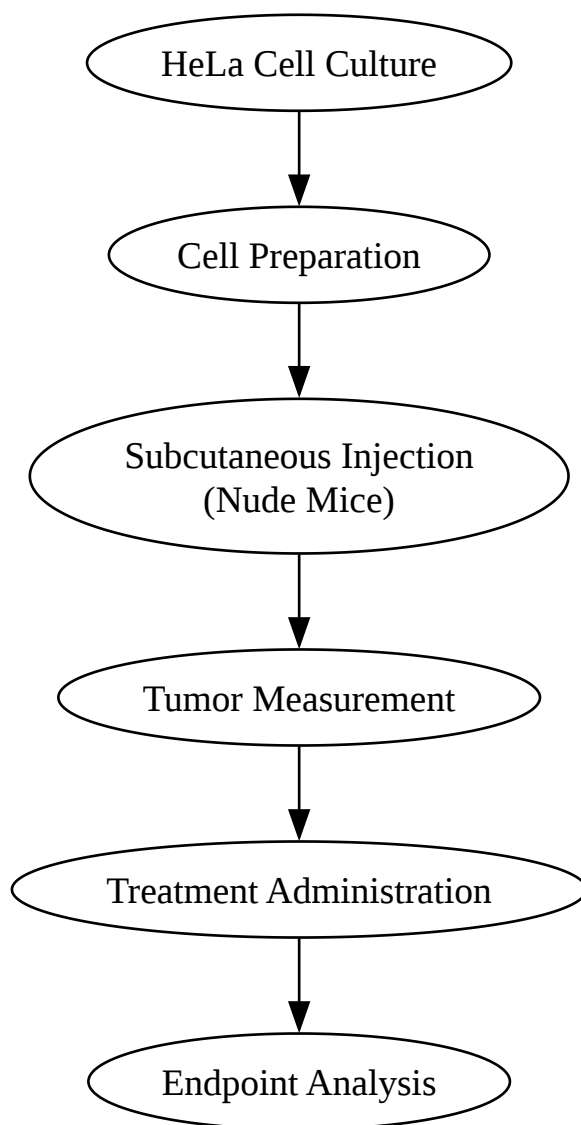 HeLa Cell Culture
Cell Preparation
Subcutaneous Injection
(Nude Mice)
Tumor Measurement
Treatment Administration
Endpoint Analysis